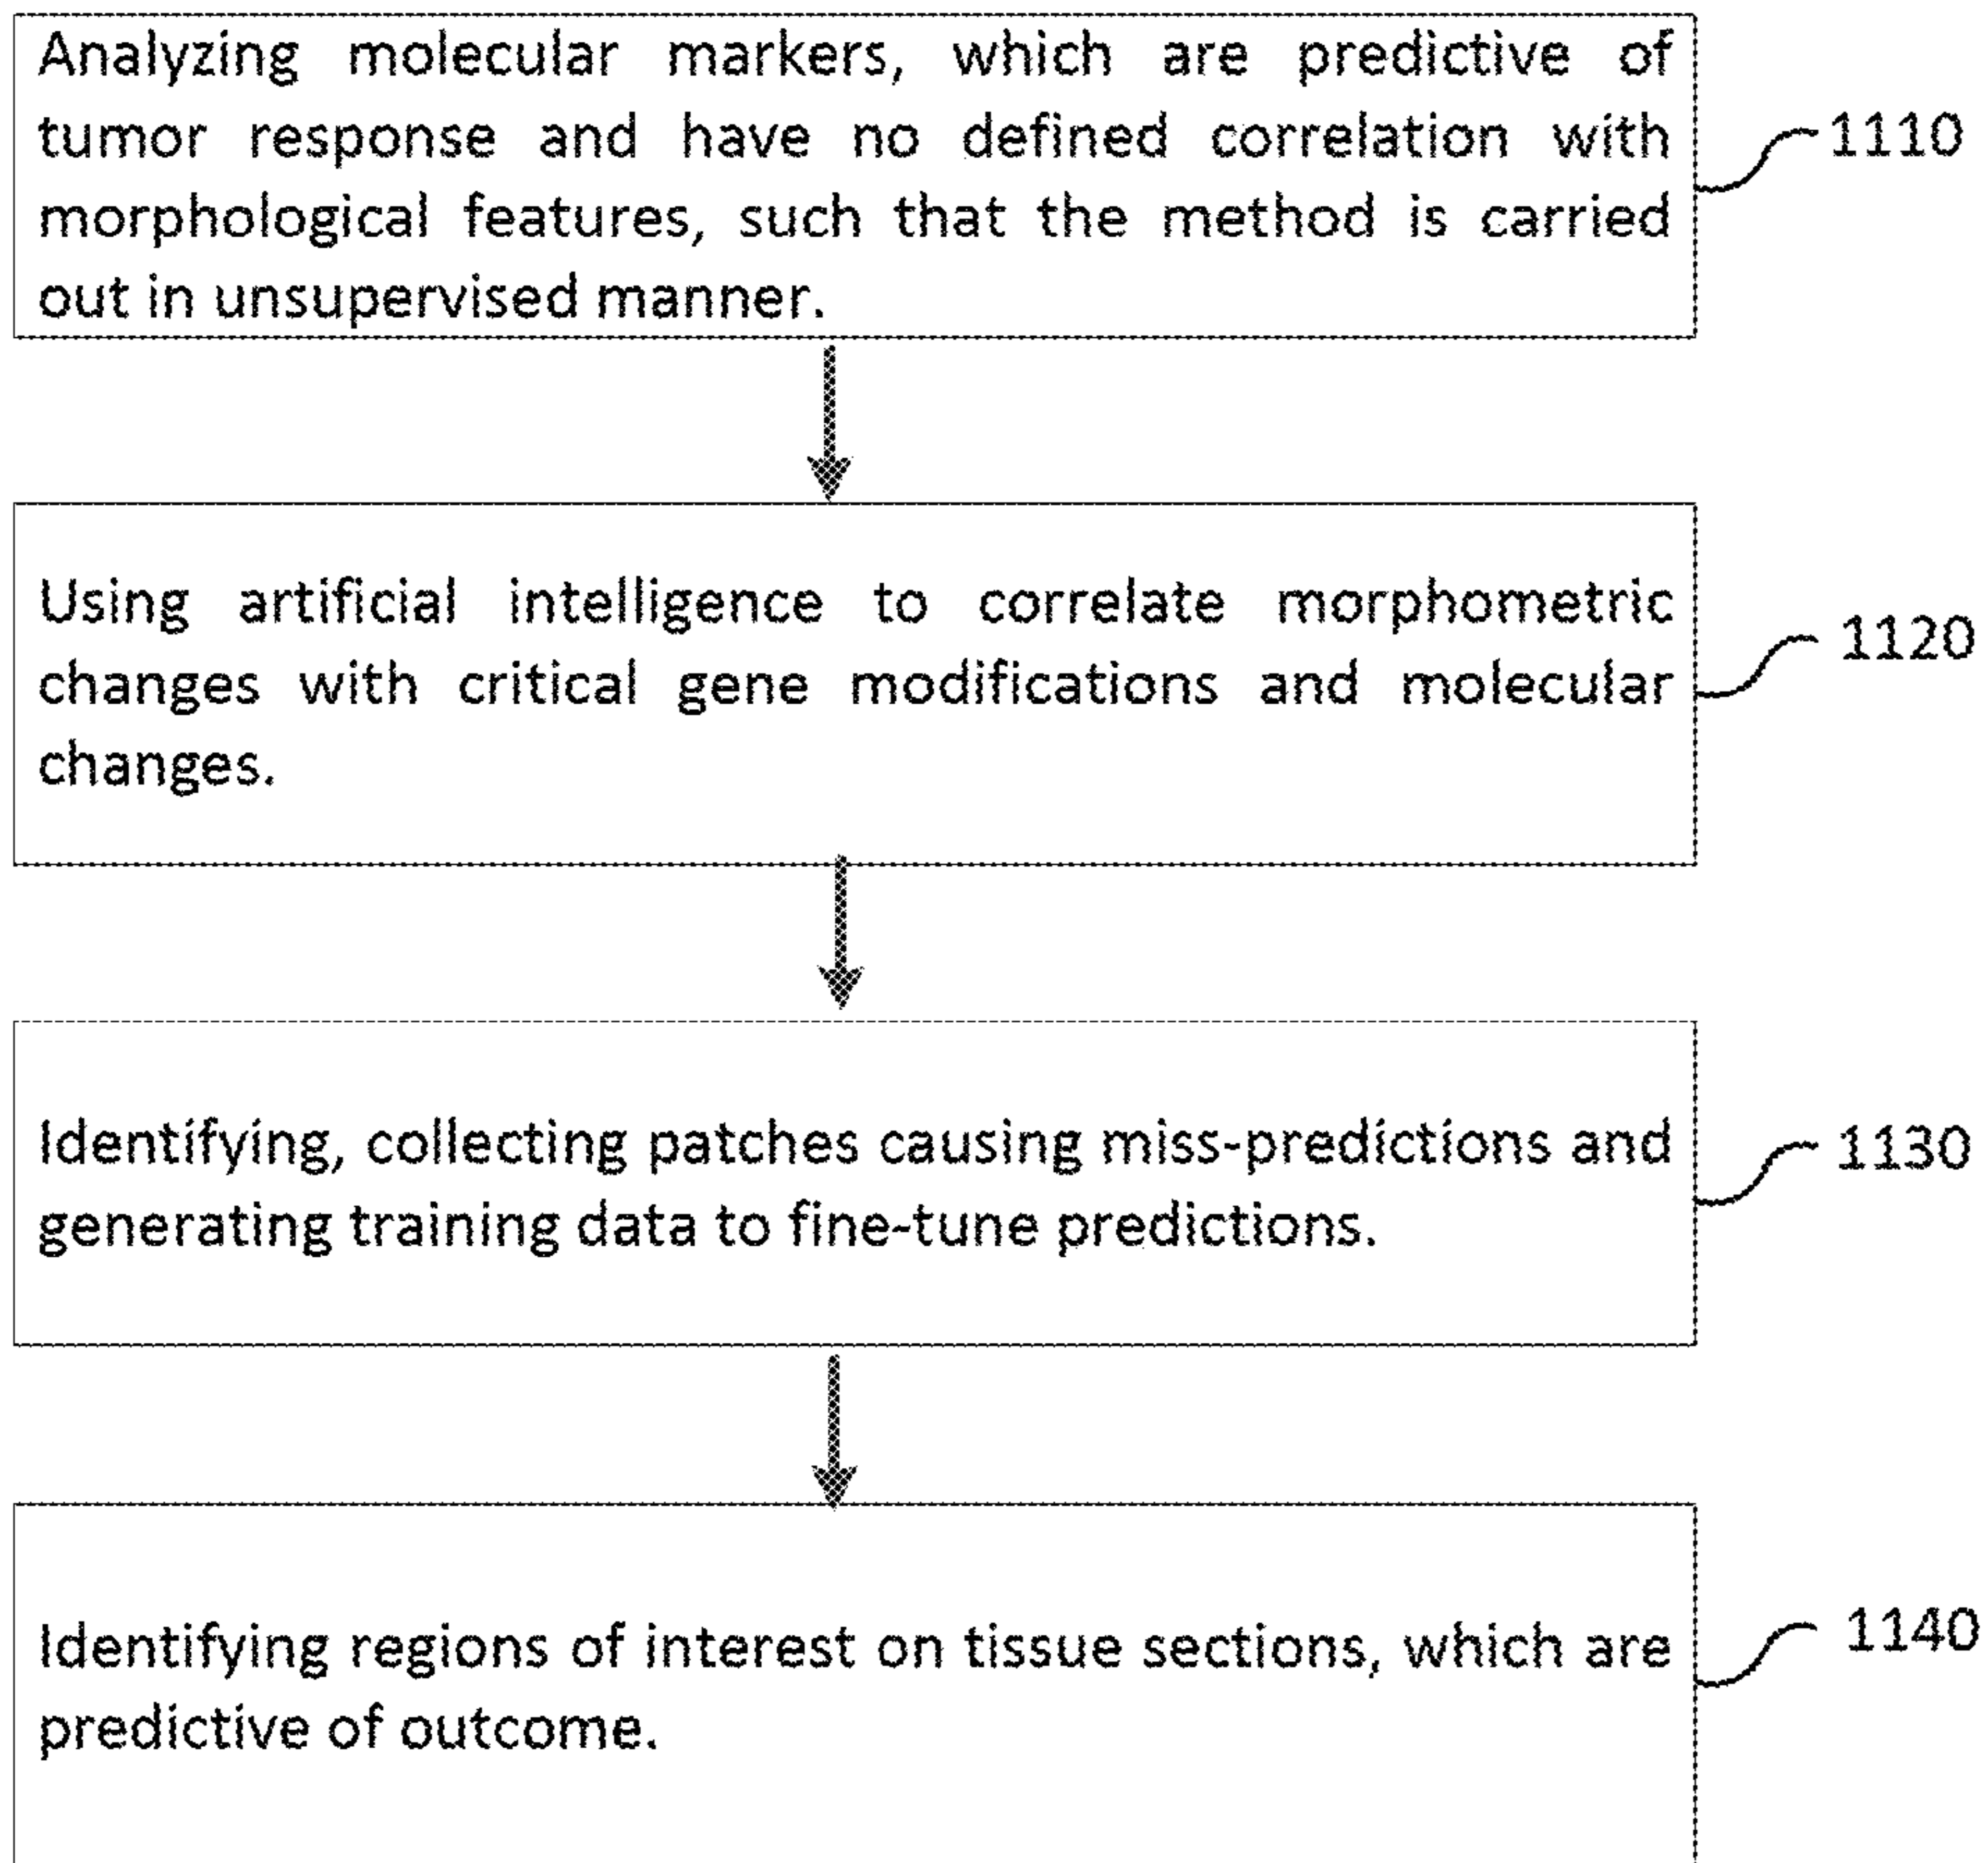 Analyzing molecular markers, which are predictive of
tumor response and have no defined correlation with
morphological features, such that the method is carried
out in unsupervised manner.
1110
Using artificial intelligence to correlate morphometric
changes with critical gene modifications and molecular
changes.
1120
Identifying, collecting patches causing miss-predictions and
generating training data to fine-tune predictions.
1130
Identifying regions of interest on tissue sections, which are
predictive of outcome.
1140